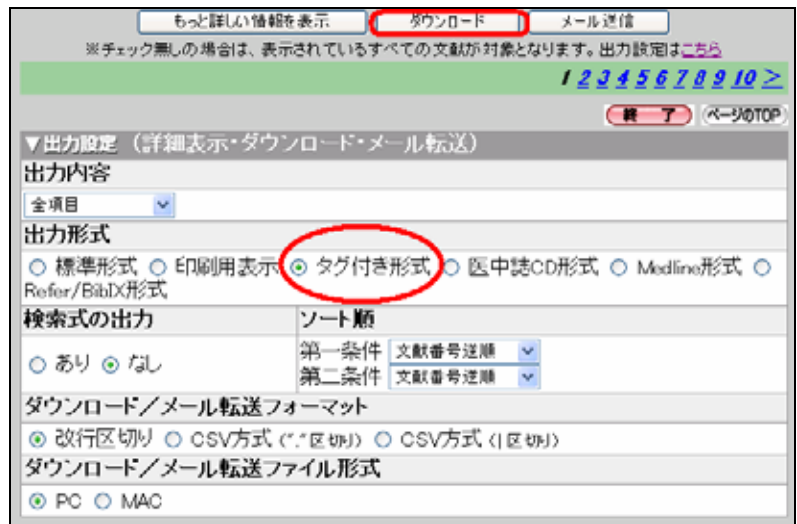 もっと詳しい情報を表示 ダウンロード メール送信
※チェック無しの場合は、表示されているすべての文献が対象となります。出力設定はこちら
1 2 3 4 5 6 7 8 9 10 >
終 了 ページのTOP
▼出力設定 (詳細表示・ダウンロード・メール転送)
出力内容
全項目
出力形式
標準形式 印刷用表示 タグ付き形式 医中誌CD形式 Medline形式
Refer/BibIX形式
検索式の出力 ソート順
あり なし 第一条件 文献番号逆順
第二条件 文献番号逆順
ダウンロード/メール転送フォーマット
改行区切り CSV方式 ("," 区切り) CSV方式 (| 区切り)
ダウンロード/メール転送ファイル形式
PC MAC